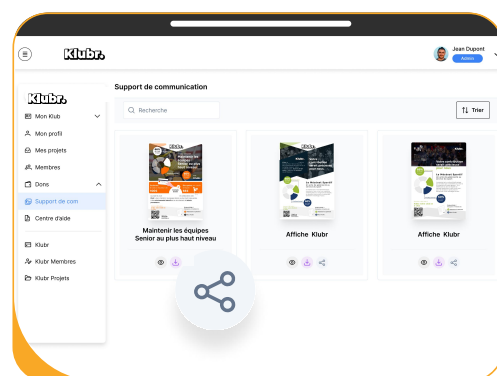 Klubr.
Jean Dupont
Admin
Klubr.
Mon Klub
Mon profil
Mes projets
Membres
Dons
Support de com
Centre d'aide
Klubr
Klubr Membres
Klubr Projets
Support de communication
Recherche
Trier
Maintenir les équipes
Senior au plus haut niveau
Affiche Klubr
Affiche Klubr